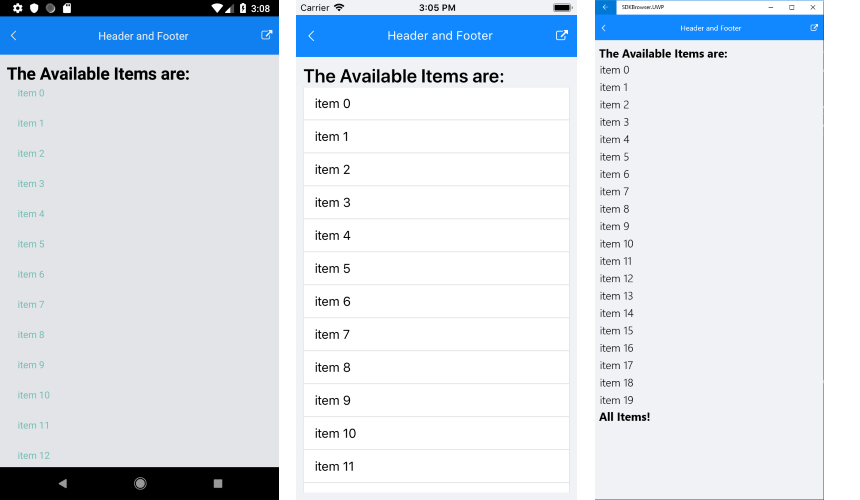 3:08
Header and Footer
The Available Items are:
item 0
item 1
item 2
item 3
item 4
item 5
item 6
item 7
item 8
item 9
item 10
item 11
item 12
Carrier 3:05 PM
Header and Footer
The Available Items are:
item 0
item 1
item 2
item 3
item 4
item 5
item 6
item 7
item 8
item 9
item 10
item 11
SDKBrowser.UWP
Header and Footer
The Available Items are:
item 0
item 1
item 2
item 3
item 4
item 5
item 6
item 7
item 8
item 9
item 10
item 11
item 12
item 13
item 14
item 15
item 16
item 17
item 18
item 19
All Items!